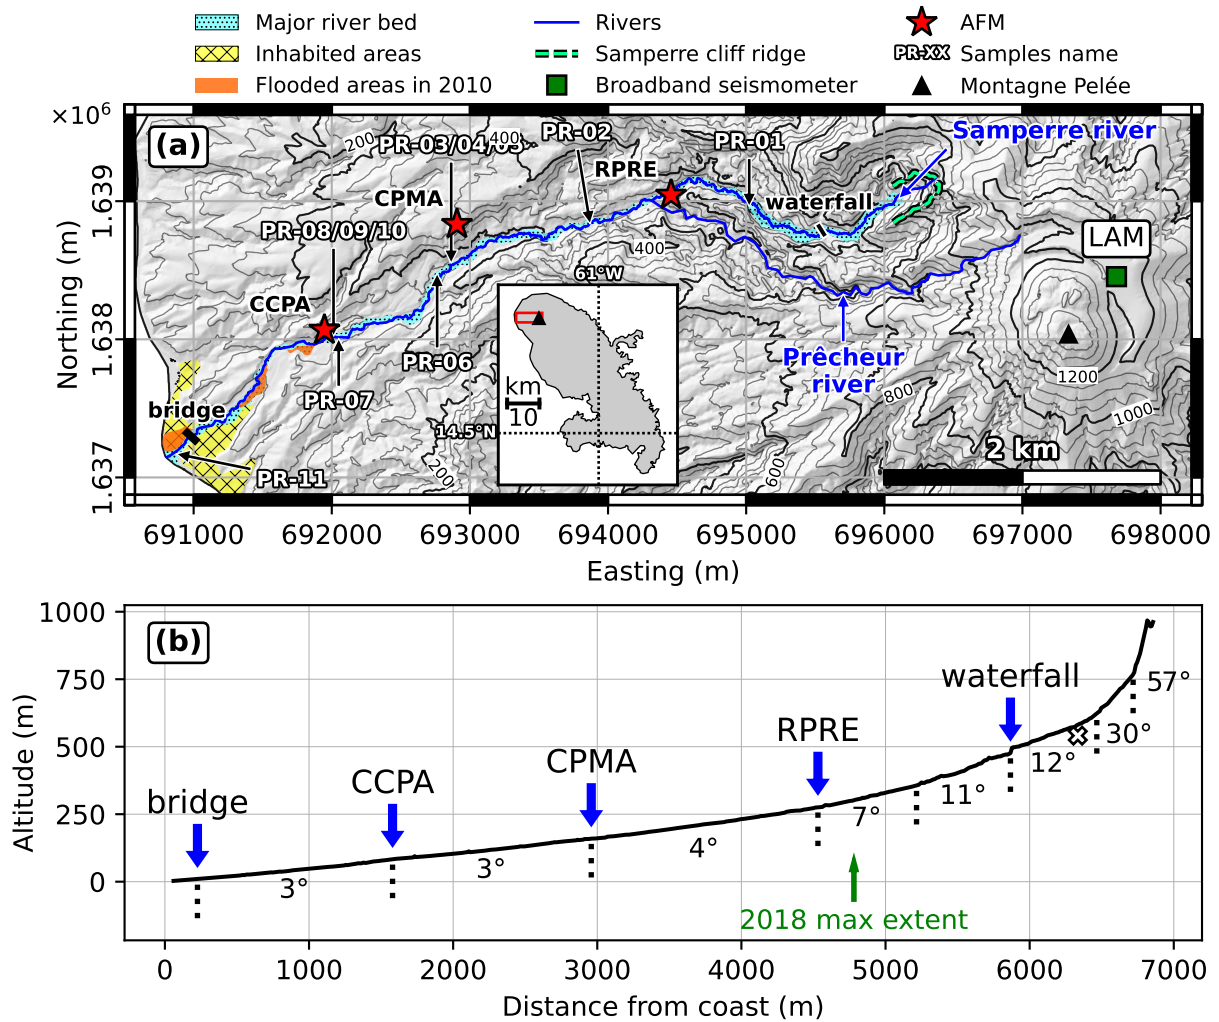 Major river bed
Rivers
AFM
Inhabited areas
Samperre cliff ridge
PR-XX Samples name
Flooded areas in 2010
Broadband seismometer
Montagne Pelée
×10⁶
(a)
200
PR-03/04/05
400
PR-02
PR-01
Samperre river
RPRE
CPMA
waterfall
PR-08/09/10
400
LAM
61°W
CCPA
PR-06
Prêcheur
river
1200
km
10
PR-07
800
bridge
1000
14.5°N
2 km
200
600
PR-11
1.639
1.638
1.637
Northing (m)
691000 692000 693000 694000 695000 696000 697000 698000
Easting (m)
(b)
1000
750
500
250
0
Altitude (m)
bridge
CCPA
CPMA
RPRE
waterfall
57°
30°
12°
11°
7°
4°
3°
3°
2018 max extent
0 1000 2000 3000 4000 5000 6000 7000
Distance from coast (m)